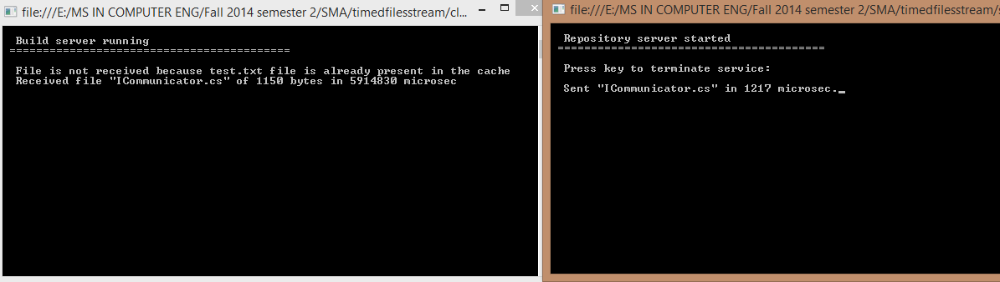 file:///E:/MS IN COMPUTER ENG/Fall 2014 semester 2/SMA/timedfilesstream/cl...
Build server running
==========================================
File is not received because test.txt file is already present in the cache
Received file "ICommunicator.cs" of 1150 bytes in 5914830 microsec
file:///E:/MS IN COMPUTER ENG/Fall 2014 semester 2/SMA/timedfilesstream/s
Repository server started
========================================
Press key to terminate service:
Sent "ICommunicator.cs" in 1217 microsec._